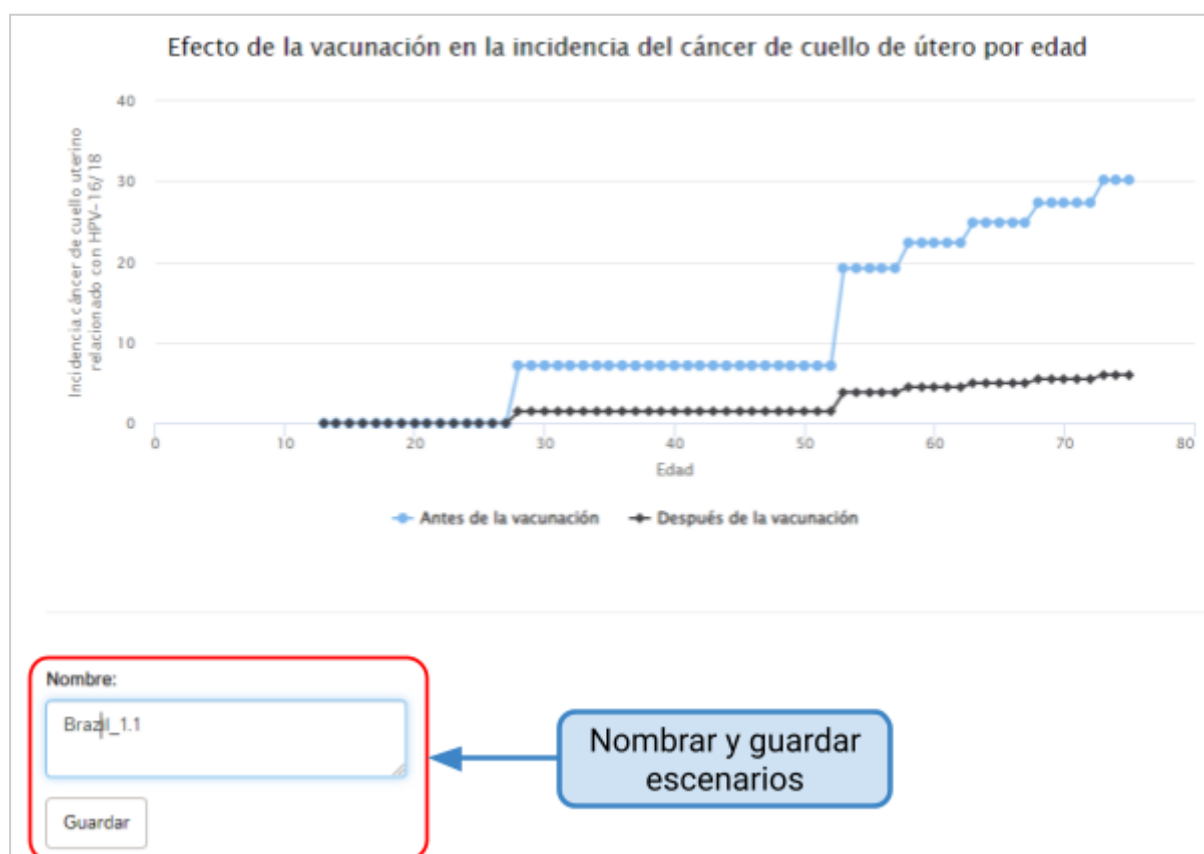 Efecto de la vacunación en la incidencia del cáncer de cuello de útero por edad
Incidencia cáncer de cuello uterino
relacionado con HPV-16/18
40
30
20
10
0
0 10 20 30 40 50 60 70 80
Edad
Antes de la vacunación Después de la vacunación
Nombre:
Brazil_1.1
Guardar
Nombrar y guardar
escenarios